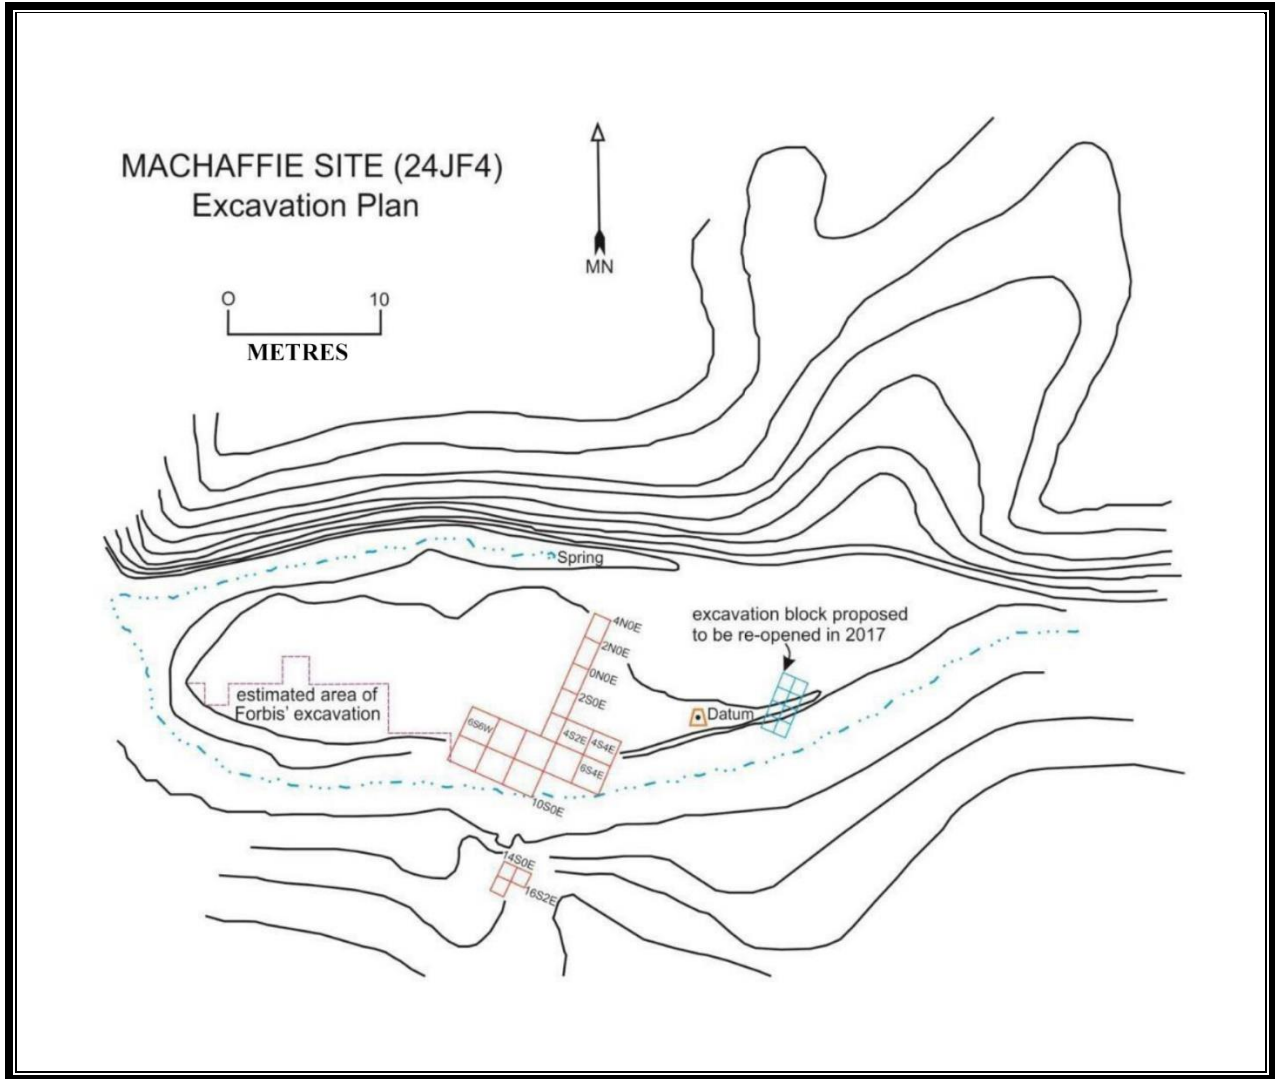 MACHAFFIE SITE (24JF4)
Excavation Plan
MN
O 10
METRES
Spring
excavation block proposed
to be re-opened in 2017
4N0E
2N0E
0N0E
2S0E
estimated area of
Forbis' excavation
Datum
6S6W
4S2E
4S4E
6S4E
10S0E
14S0E
16S2E